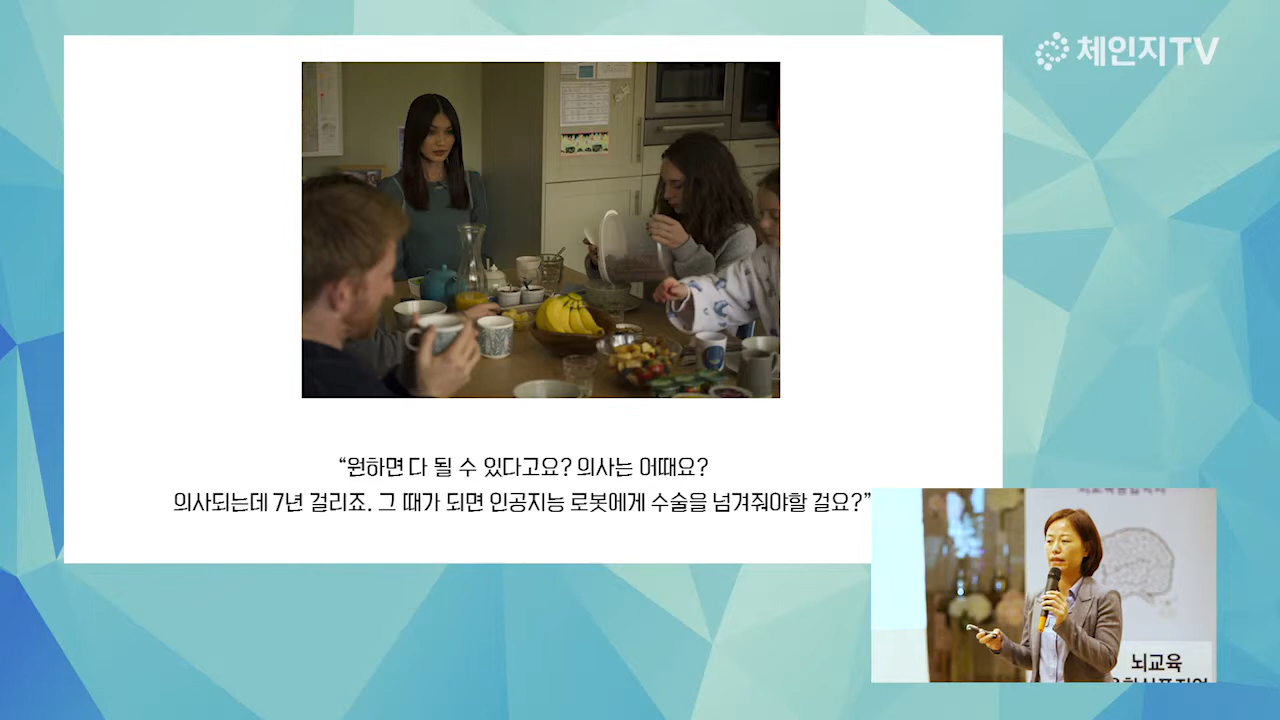 체인지TV
“원하면 다 될 수 있다고요? 의사는 어때요?
의사되는데 7년 걸리죠. 그 때가 되면 인공지능 로봇에게 수술을 넘겨줘야할 걸요?”
뇌교육